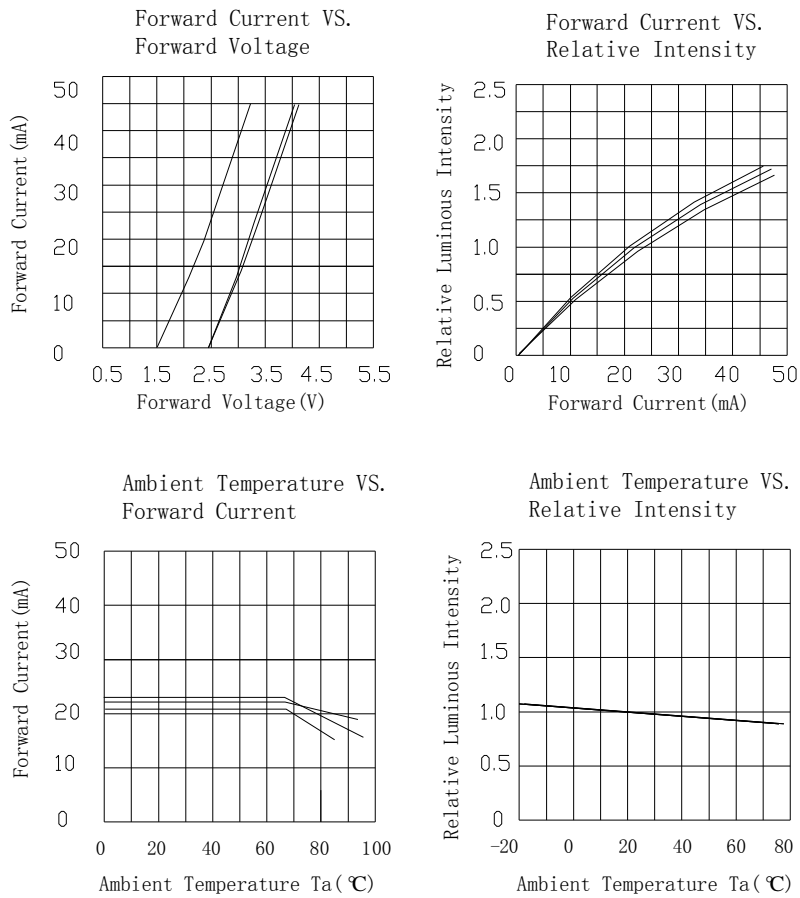 Forward Current VS.
Forward Voltage
50
40
30
20
10
0
Forward Current(mA)
0.5 1.5 2.5 3.5 4.5 5.5
Forward Voltage(V)
Forward Current VS.
Relative Intensity
2.5
2.0
1.5
1.0
0.5
0
Relative Luminous Intensity
0 10 20 30 40 50
Forward Current(mA)
Ambient Temperature VS.
Forward Current
50
40
30
20
10
0
Forward Current(mA)
0 20 40 60 80 100
Ambient Temperature Ta(℃)
Ambient Temperature VS.
Relative Intensity
2.5
2.0
1.5
1.0
0.5
0
Relative Luminous Intensity
-20 0 20 40 60 80
Ambient Temperature Ta(℃)